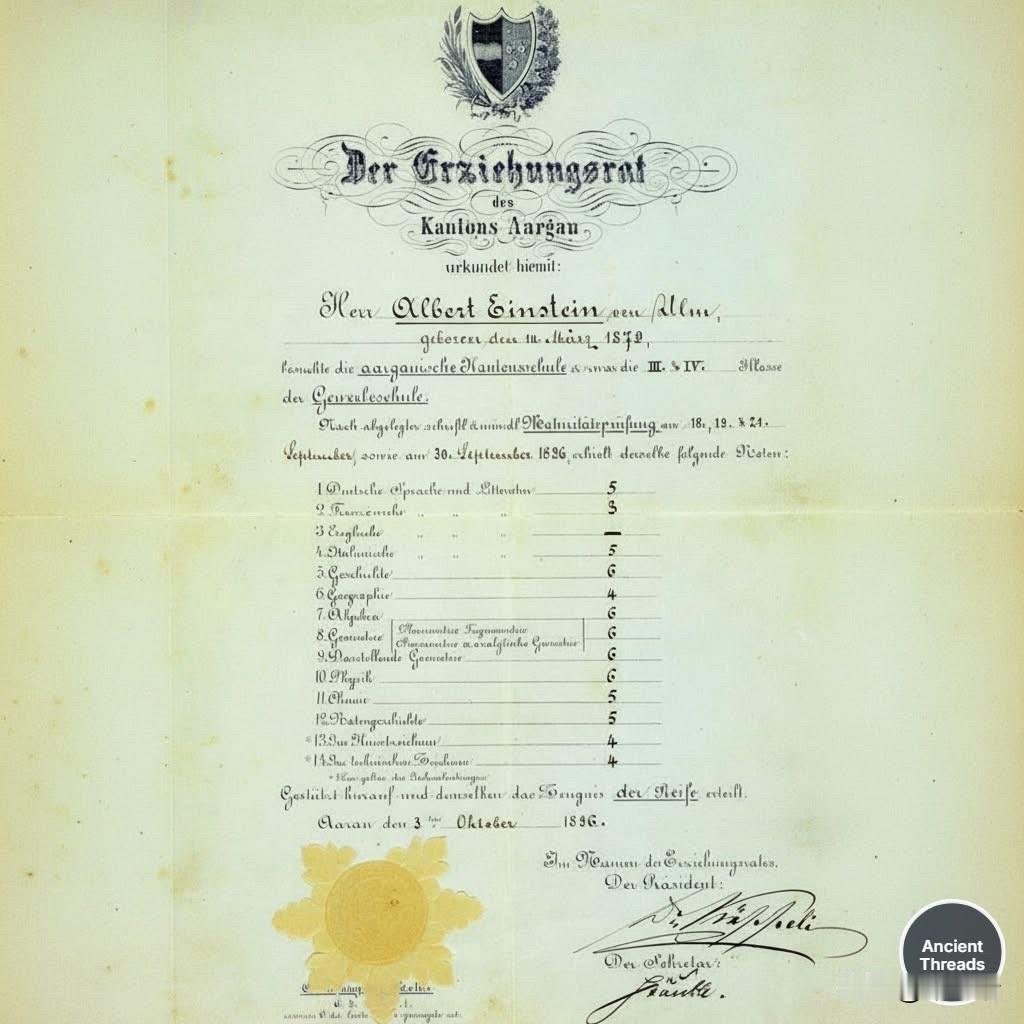 Der Erziehungsrat
des
Kantons Aargau
urkundet hiemit:
Herr Albert Einstein von Ulm,
geboren den 14. März 1879,
besuchte die aargauische Kantonsschule & zwar die III. & IV. Klasse
der Gewerbeschule.
Nach abgelegter schriftl. & mündl. Maturitätsprüfung am 18., 19. & 21.
September, sowie am 30. September 1896, erhielt derselbe folgende Noten:
1. Deutsche Sprache und Litteratur 5
2. Französische " " " 3
3. Englische " " " —
4. Italienische " " " 5
5. Geschichte 6
6. Geographie 4
7. Algebra 6
8. Geometrie 6
9. Darstellende Geometrie 6
10. Physik 6
11. Chemie 5
12. Naturgeschichte 5
* 13. Im Kunstzeichnen 4
* 14. Im technischen Zeichnen 4
* Hier gelten die Jahresleistungen.
Gestützt hierauf wird demselben das Zeugnis der Reife erteilt.
Aarau den 3ten Oktober 1896.
Im Namen des Erziehungsrates,
Der Präsident:
Der Sekretär:
Ancient
Threads